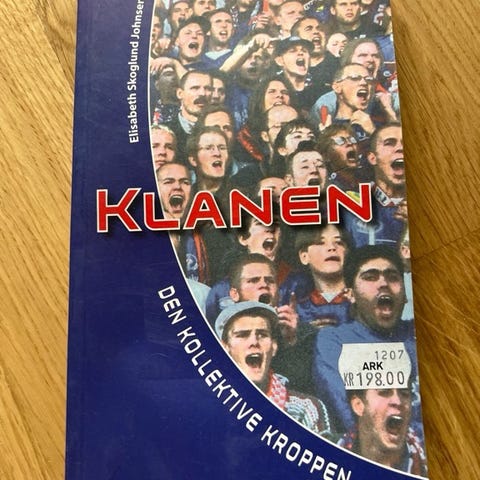 Elisabeth Skoglund Johnsen
KLANEN
DEN KOLLEKTIVE KROPPEN
1207
ARK
KR 198.00